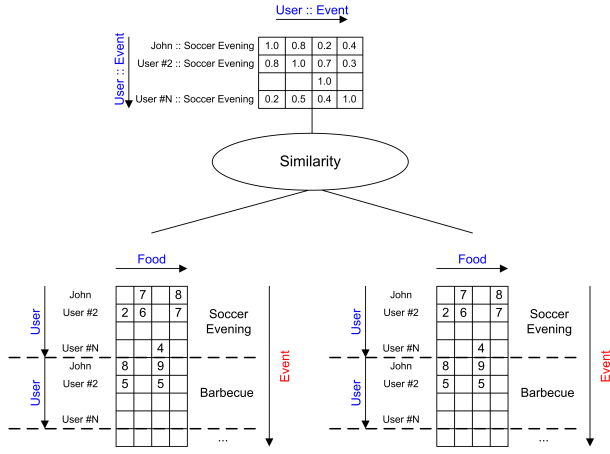 User :: Event
User :: Event
John :: Soccer Evening 1.0 0.8 0.2 0.4
User #2 :: Soccer Evening 0.8 1.0 0.7 0.3
1.0
User #N :: Soccer Evening 0.2 0.5 0.4 1.0
Similarity
Food
User
John 7 8
User #2 2 6 7
User #N 4
Soccer
Evening
User
John 8 9
User #2 5 5
User #N
Barbecue
...
Event
Food
User
John 7 8
User #2 2 6 7
User #N 4
Soccer
Evening
User
John 8 9
User #2 5 5
User #N
Barbecue
...
Event